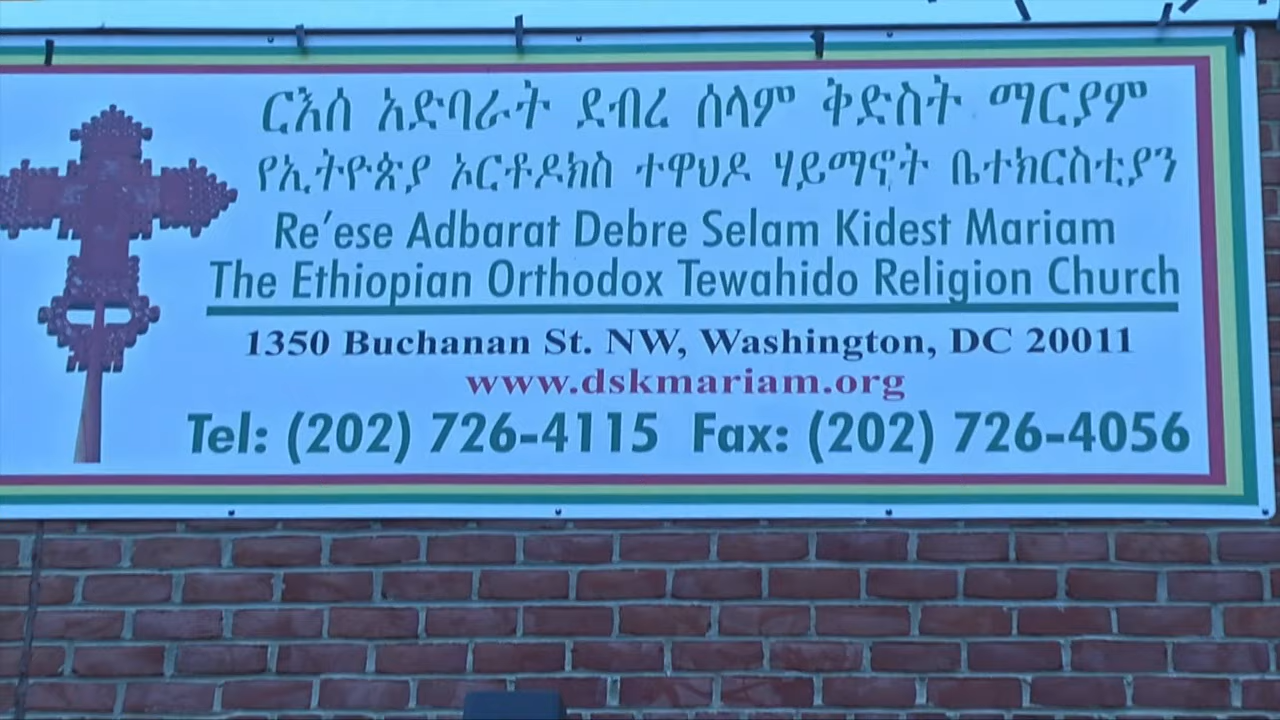 ርእሰ አድባራት ደብረ ሰላም ቅድስት ማርያም
የኢትዮጵያ ኦርቶዶክስ ተዋህዶ ሃይማኖት ቤተክርስቲያን
Re'ese Adbarat Debre Selam Kidest Mariam
The Ethiopian Orthodox Tewahido Religion Church
1350 Buchanan St. NW, Washington, DC 20011
www.dskmariam.org
Tel: (202) 726-4115 Fax: (202) 726-4056